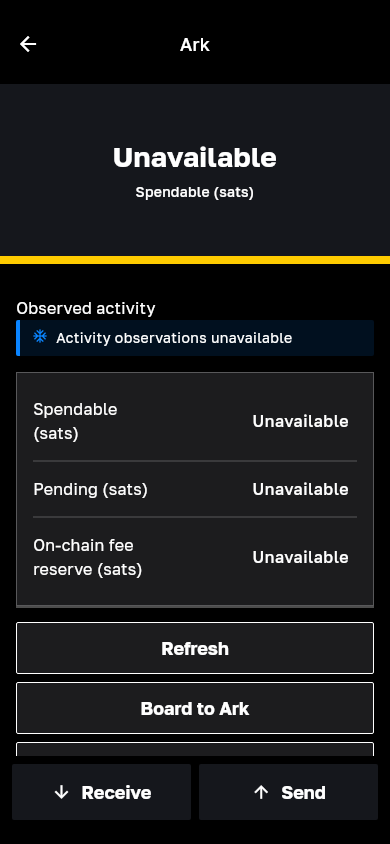 Ark
Unavailable
Spendable (sats)
Observed activity
Activity observations unavailable
Spendable
(sats)
Unavailable
Pending (sats)
Unavailable
On-chain fee
reserve (sats)
Unavailable
Refresh
Board to Ark
Receive
Send